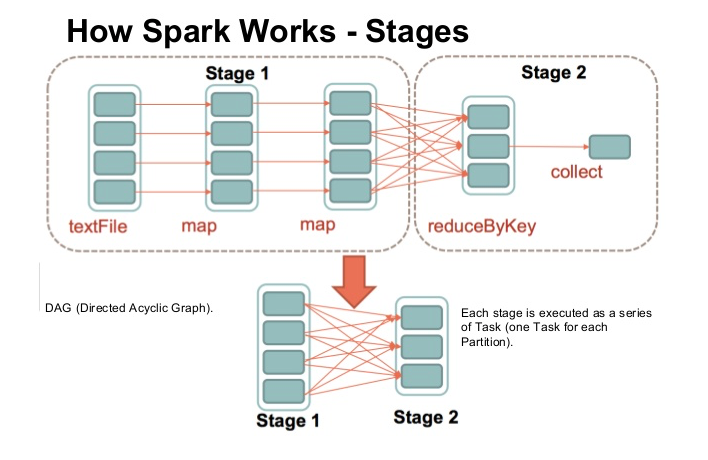 How Spark Works - Stages
Stage 1
Stage 2
collect
textFile
map
map
reduceByKey
DAG (Directed Acyclic Graph).
Each stage is executed as a series
of Task (one Task for each
Partition).
Stage 1
Stage 2